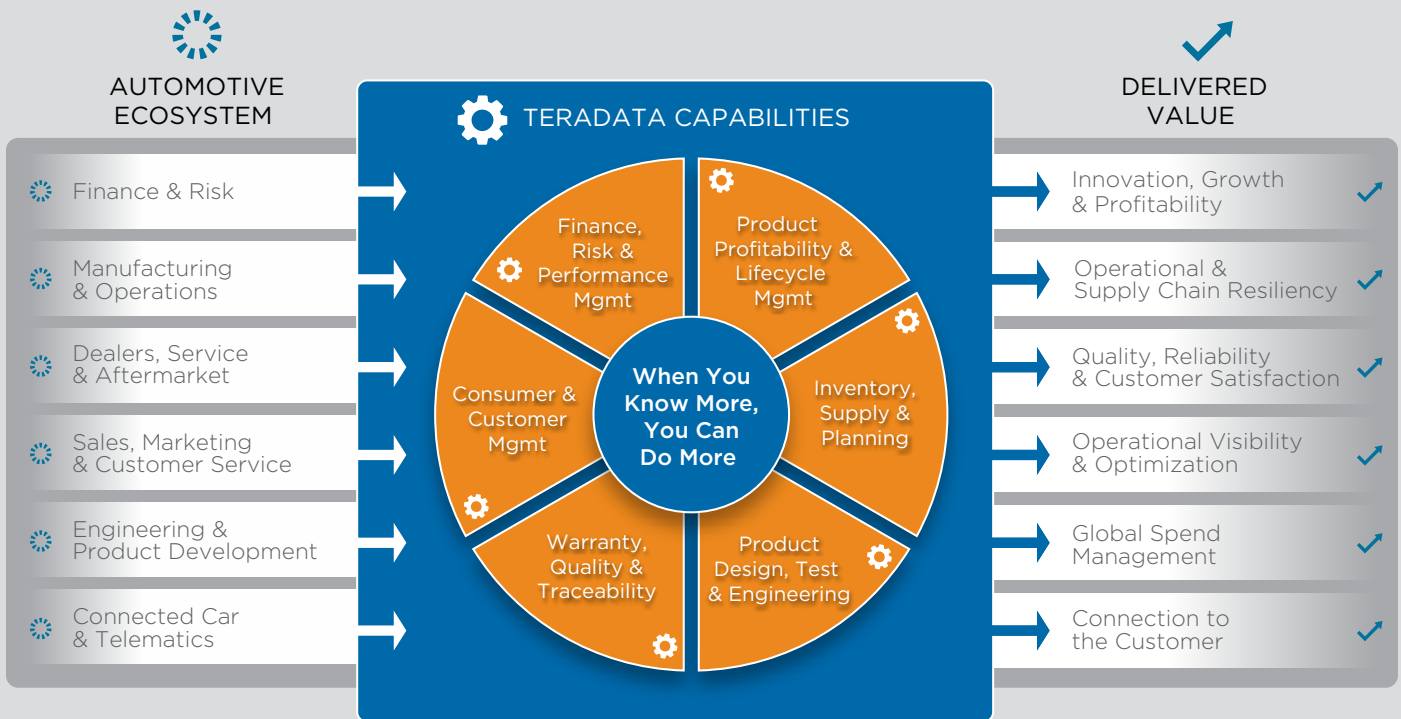 AUTOMOTIVE
ECOSYSTEM
Finance & Risk
Manufacturing
& Operations
Dealers, Service
& Aftermarket
Sales, Marketing
& Customer Service
Engineering &
Product Development
Connected Car
& Telematics
TERADATA CAPABILITIES
Finance,
Risk &
Performance
Mgmt
Product
Profitability &
Lifecycle
Mgmt
Consumer &
Customer
Mgmt
When You
Know More,
You Can
Do More
Inventory,
Supply &
Planning
Warranty,
Quality &
Traceability
Product
Design, Test
& Engineering
DELIVERED
VALUE
Innovation, Growth
& Profitability
Operational &
Supply Chain Resiliency
Quality, Reliability
& Customer Satisfaction
Operational Visibility
& Optimization
Global Spend
Management
Connection to
the Customer